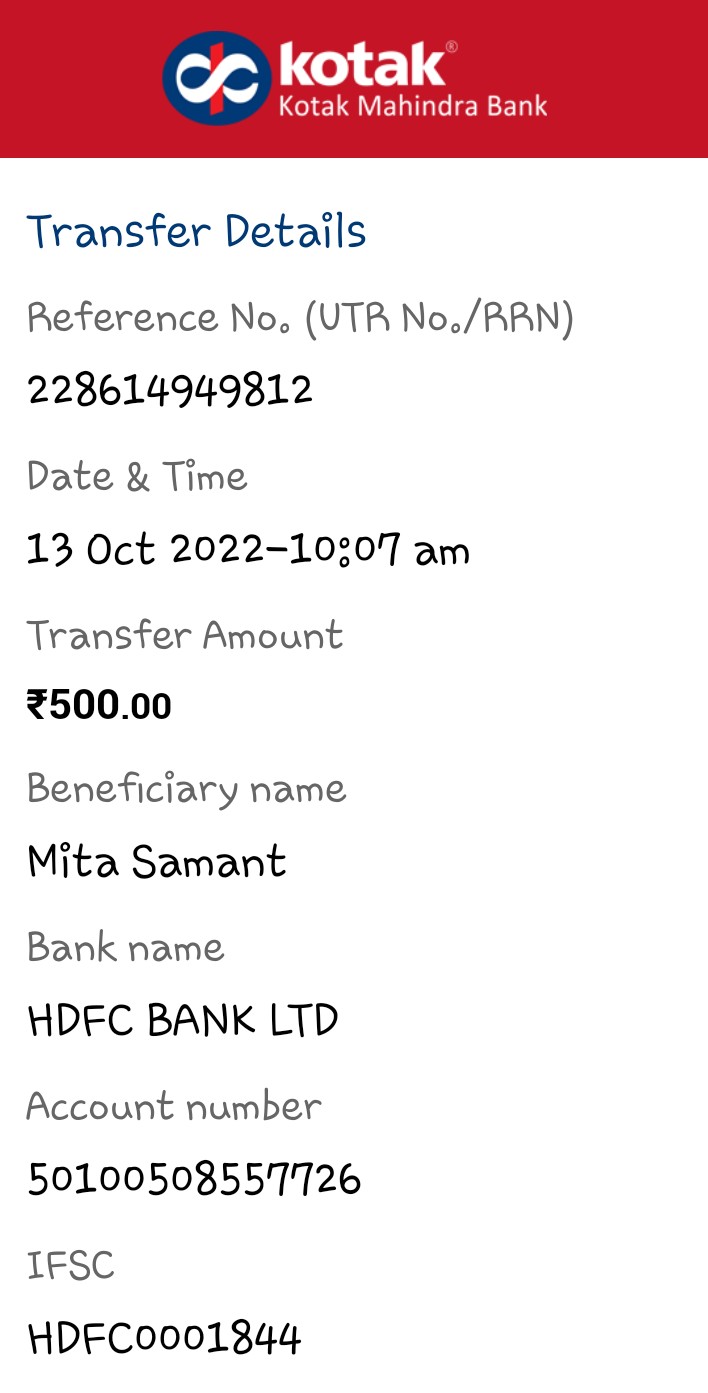 kotak®
Kotak Mahindra Bank
Transfer Details
Reference No. (UTR No./RRN)
228614949812
Date & Time
13 Oct 2022-10:07 am
Transfer Amount
₹500.00
Beneficiary name
Mita Samant
Bank name
HDFC BANK LTD
Account number
50100508557726
IFSC
HDFC0001844